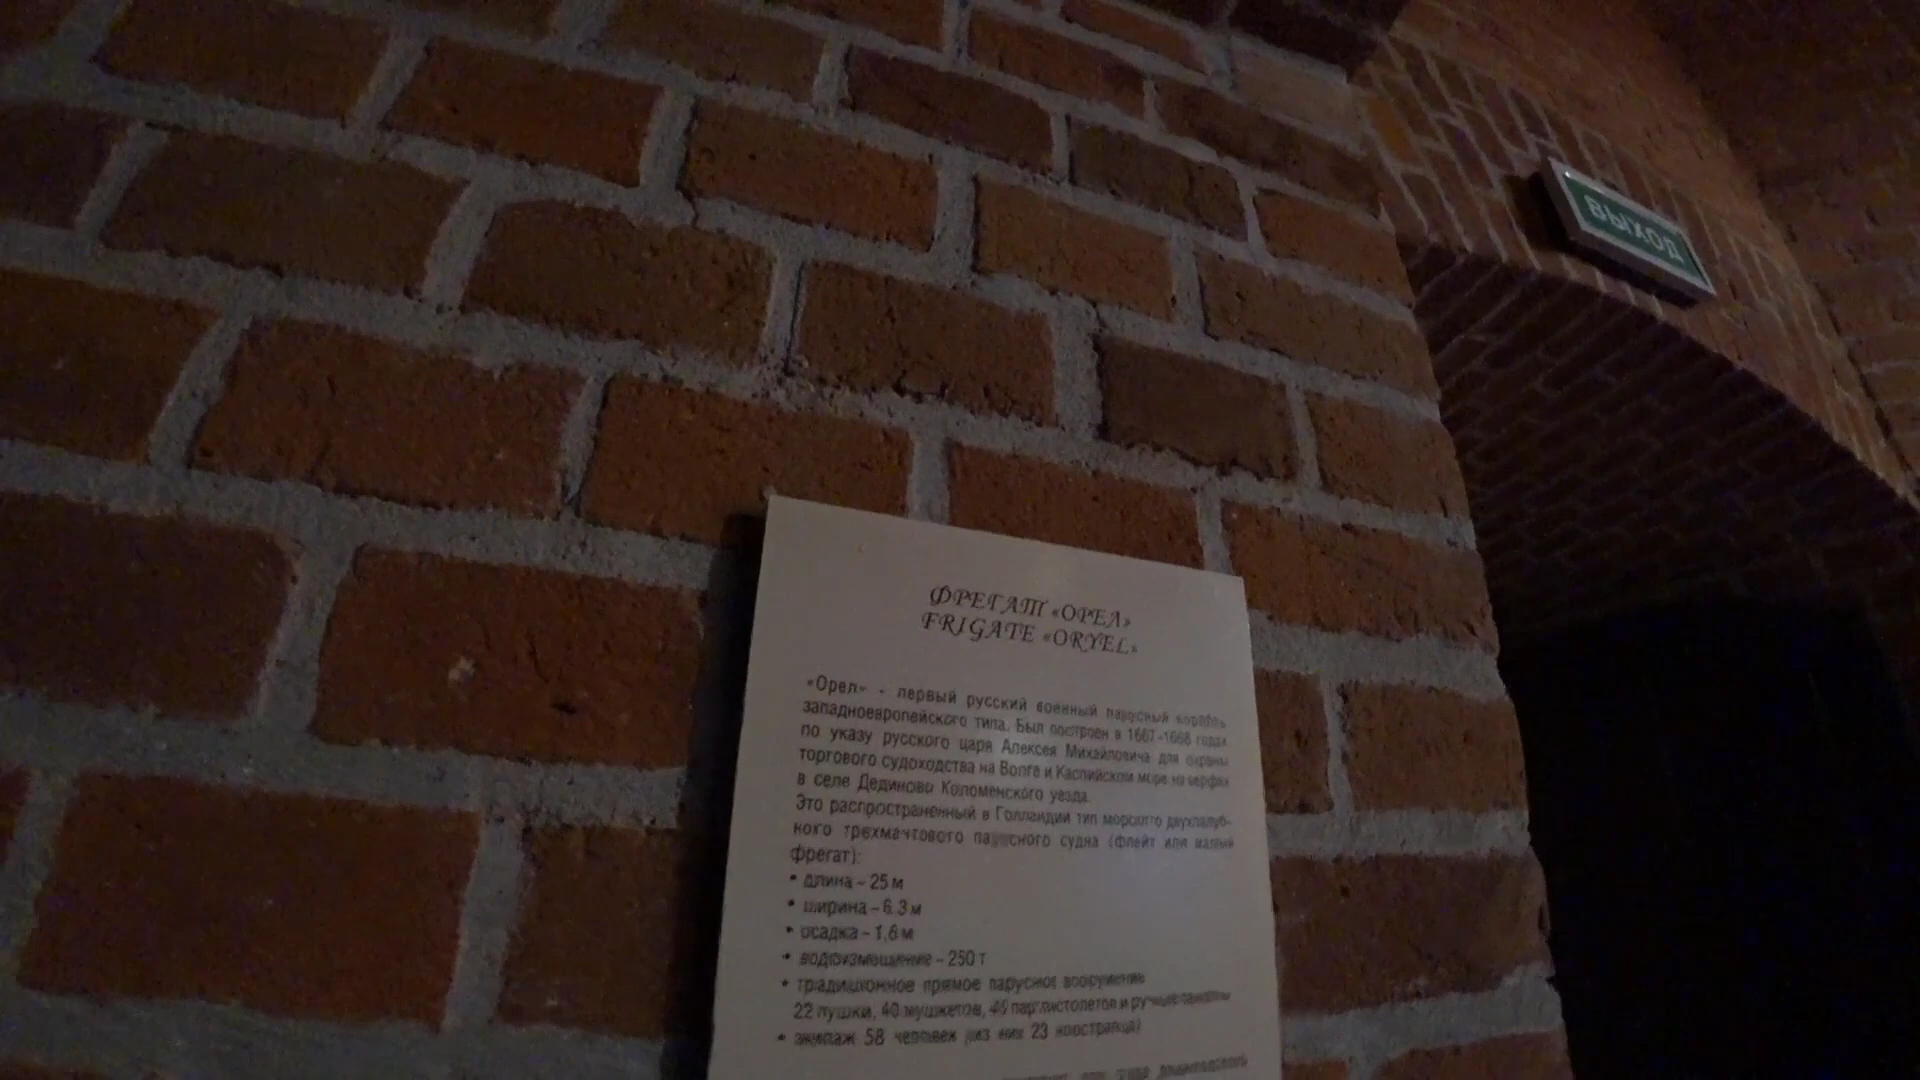 ВЫХОД
ФРЕГАТ «ОРЕЛ»
FRIGATE «ORYEL»
«Орел» - первый русский военный парусный корабль
западноевропейского типа. Был построен в 1667-1668 годах
по указу русского царя Алексея Михайловича для охраны
торгового судоходства на Волге и Каспийском море на верфях
в селе Дединово Коломенского уезда.
Это распространенный в Голландии тип морского двухпалуб-
ного трехмачтового парусного судна (флейт или малый
фрегат):
• длина – 25 м
• ширина – 6.3 м
• осадка – 1,6 м
• водоизмещение – 250 т
• традиционное прямое парусное вооружение
22 пушки, 40 мушкетов, 40 пар пистолетов и ручные гранаты
• экипаж 58 человек (из них 23 иностранца)